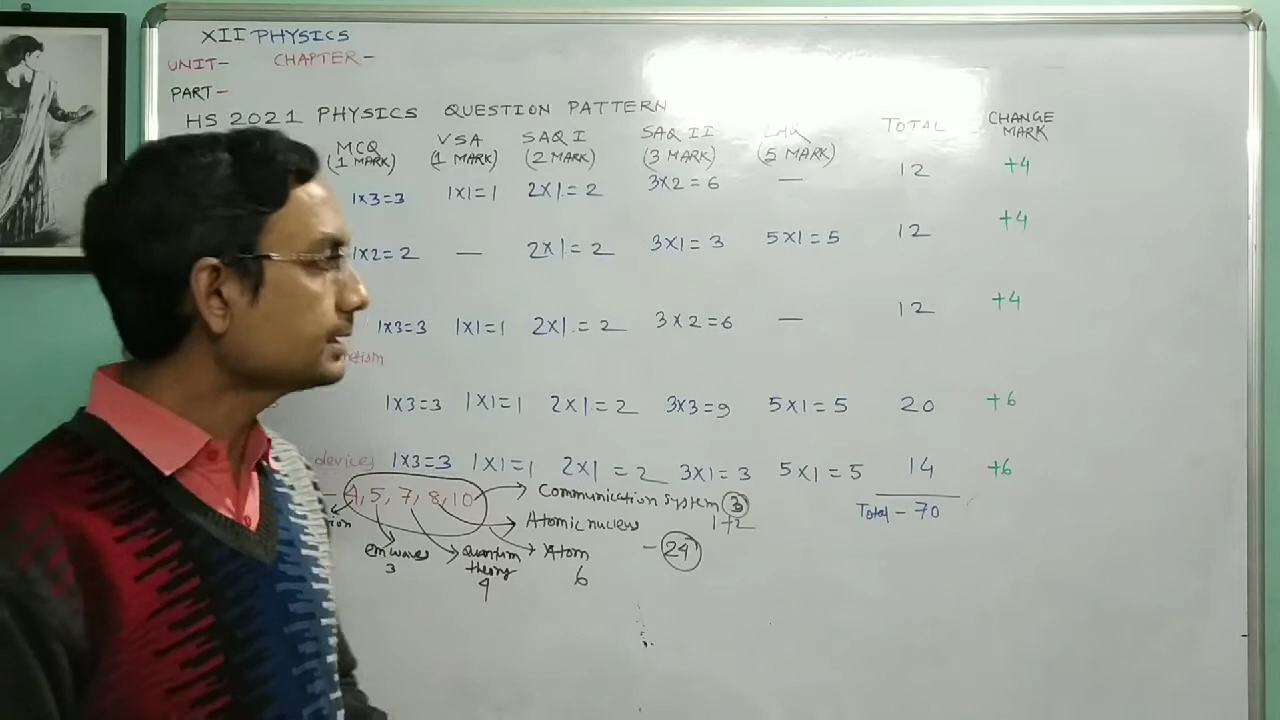 XII PHYSICS
UNIT- CHAPTER-
PART-
HS 2021 PHYSICS QUESTION PATTERN
MCQ (1 MARK) VSA (1 MARK) SAQ I (2 MARK) SAQ II (3 MARK) (5 MARK) TOTAL CHANGE MARK
1x3=3 1x1=1 2x1=2 3x2=6 — 12 +4
1x2=2 — 2x1=2 3x1=3 5x1=5 12 +4
1x3=3 1x1=1 2x1=2 3x2=6 — 12 +4
1x3=3 1x1=1 2x1=2 3x3=9 5x1=5 20 +6
devices 1x3=3 1x1=1 2x1=2 3x1=3 5x1=5 14 +6
4, 5, 7, 8, 10 Communication system 3
1+2
Total - 70
Atomic nucleus
em waves 3
Quantum theory 4
Atom 6
- 24